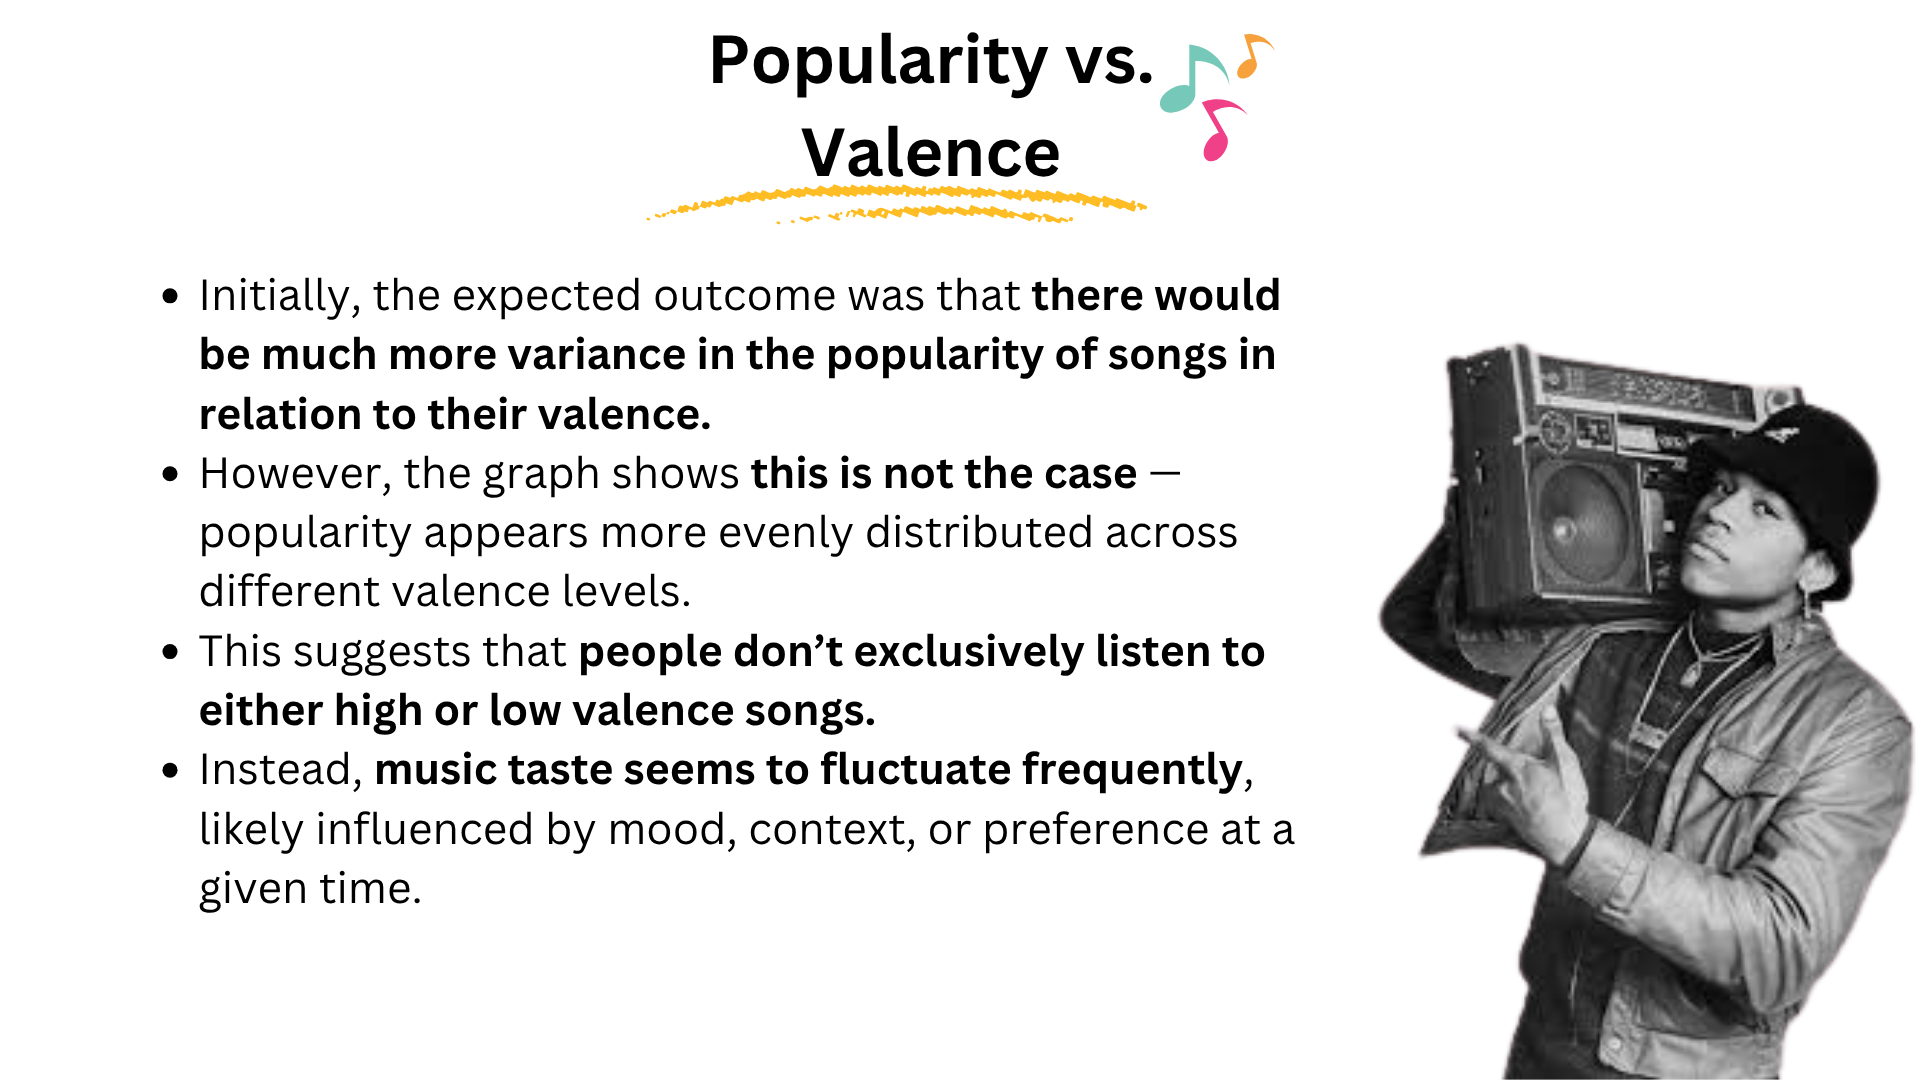 Popularity vs.
Valence
• Initially, the expected outcome was that there would
be much more variance in the popularity of songs in
relation to their valence.
• However, the graph shows this is not the case —
popularity appears more evenly distributed across
different valence levels.
• This suggests that people don’t exclusively listen to
either high or low valence songs.
• Instead, music taste seems to fluctuate frequently,
likely influenced by mood, context, or preference at a
given time.